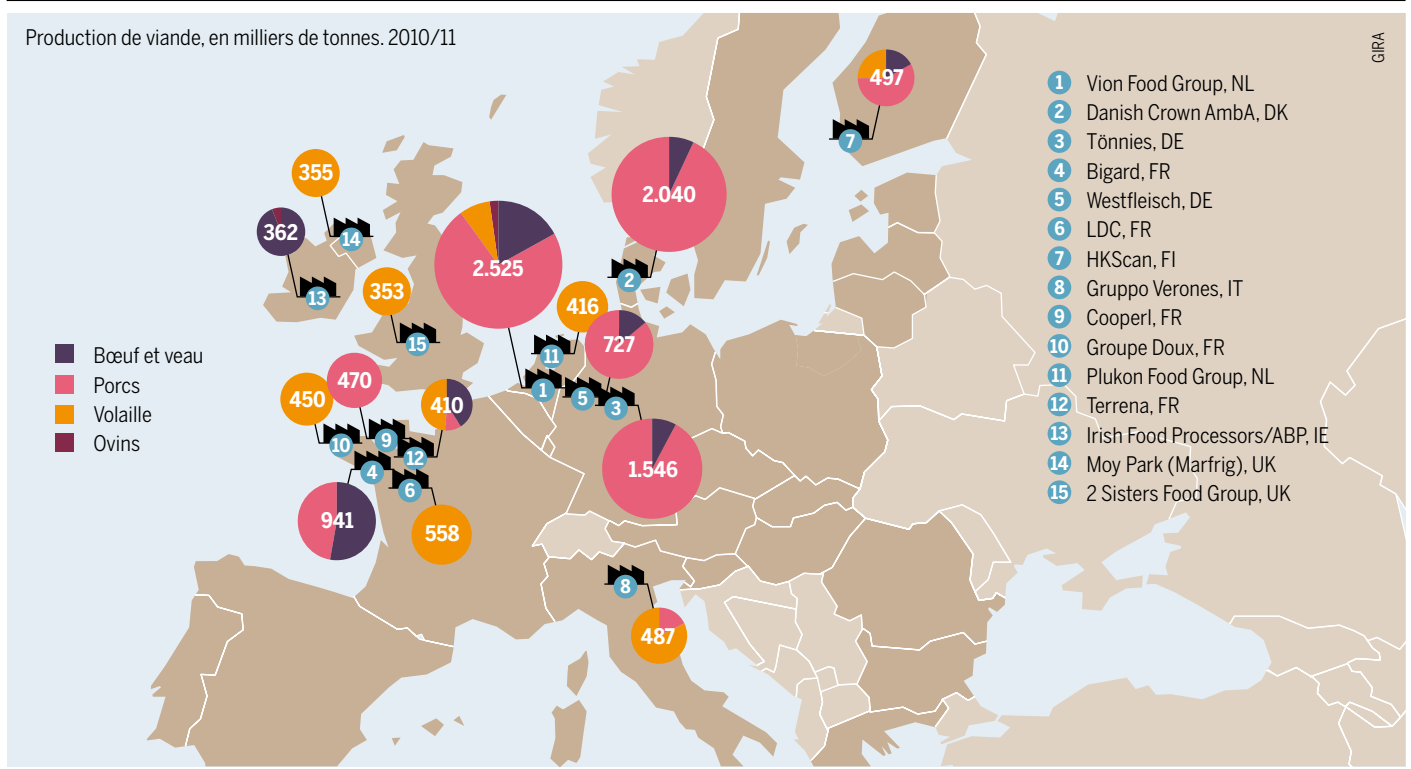 Production de viande, en milliers de tonnes. 2010/11
GIRA
497
7
355
14
362
13
2.040
2
2.525
353
15
416
11
727
1
5
3
Bœuf et veau
Porcs
Volaille
Ovins
470
450
410
10
9
12
4
6
1.546
941
558
8
487
1 Vion Food Group, NL
2 Danish Crown AmbA, DK
3 Tönnies, DE
4 Bigard, FR
5 Westfleisch, DE
6 LDC, FR
7 HKScan, FI
8 Gruppo Verones, IT
9 Cooperl, FR
10 Groupe Doux, FR
11 Plukon Food Group, NL
12 Terrena, FR
13 Irish Food Processors/ABP, IE
14 Moy Park (Marfrig), UK
15 2 Sisters Food Group, UK